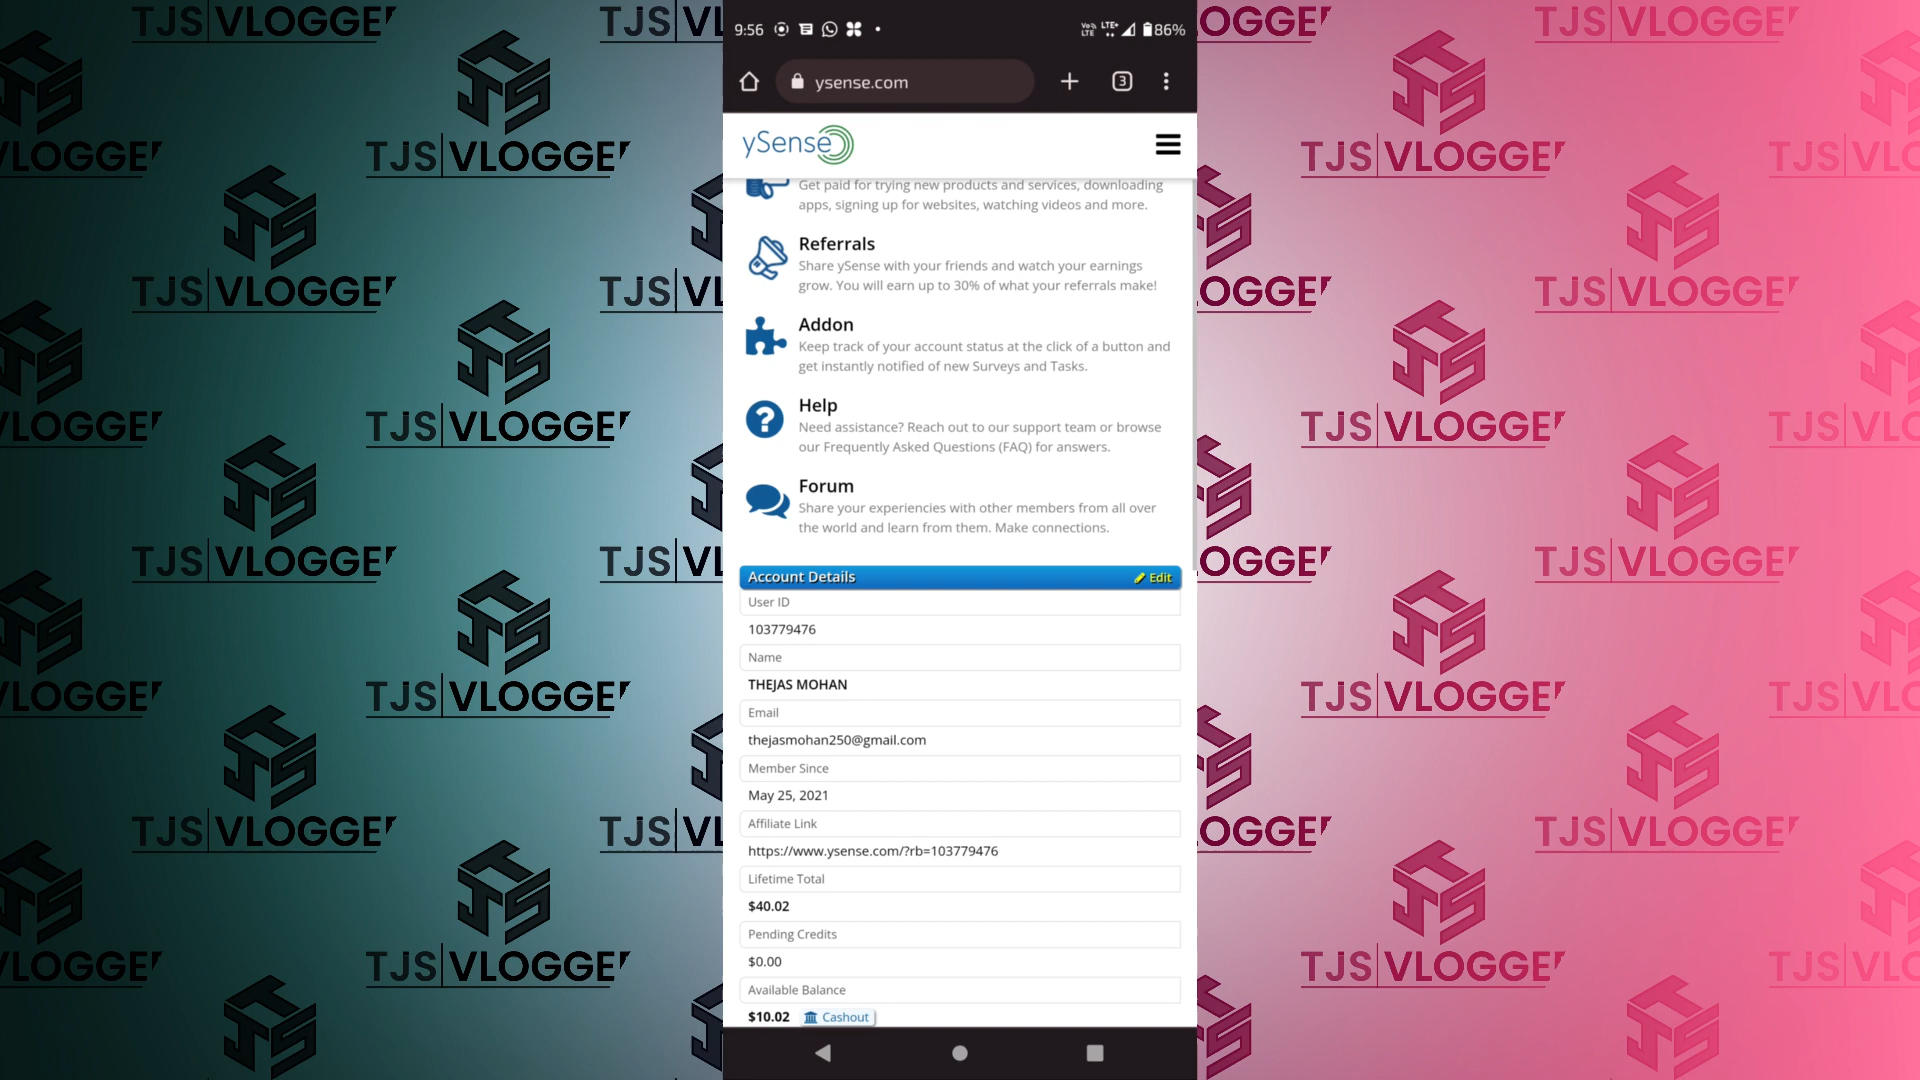 9:56
86%
ysense.com
3
ySense
Get paid for trying new products and services, downloading
apps, signing up for websites, watching videos and more.
Referrals
Share ySense with your friends and watch your earnings
grow. You will earn up to 30% of what your referrals make!
Addon
Keep track of your account status at the click of a button and
get instantly notified of new Surveys and Tasks.
Help
Need assistance? Reach out to our support team or browse
our Frequently Asked Questions (FAQ) for answers.
Forum
Share your experiencies with other members from all over
the world and learn from them. Make connections.
Account Details
Edit
User ID
103779476
Name
THEJAS MOHAN
Email
thejasmohan250@gmail.com
Member Since
May 25, 2021
Affiliate Link
https://www.ysense.com/?rb=103779476
Lifetime Total
$40.02
Pending Credits
$0.00
Available Balance
$10.02 Cashout